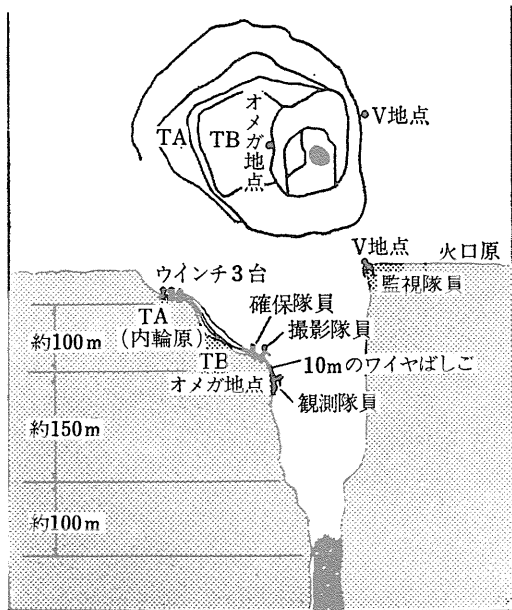 V地点
TA
TB
オメガ地点
V地点
火口原
監視隊員
ウインチ3台
確保隊員
撮影隊員
TA
(内輪原)
TB
10mのワイヤばしご
オメガ地点
観測隊員
約100m
約150m
約100m